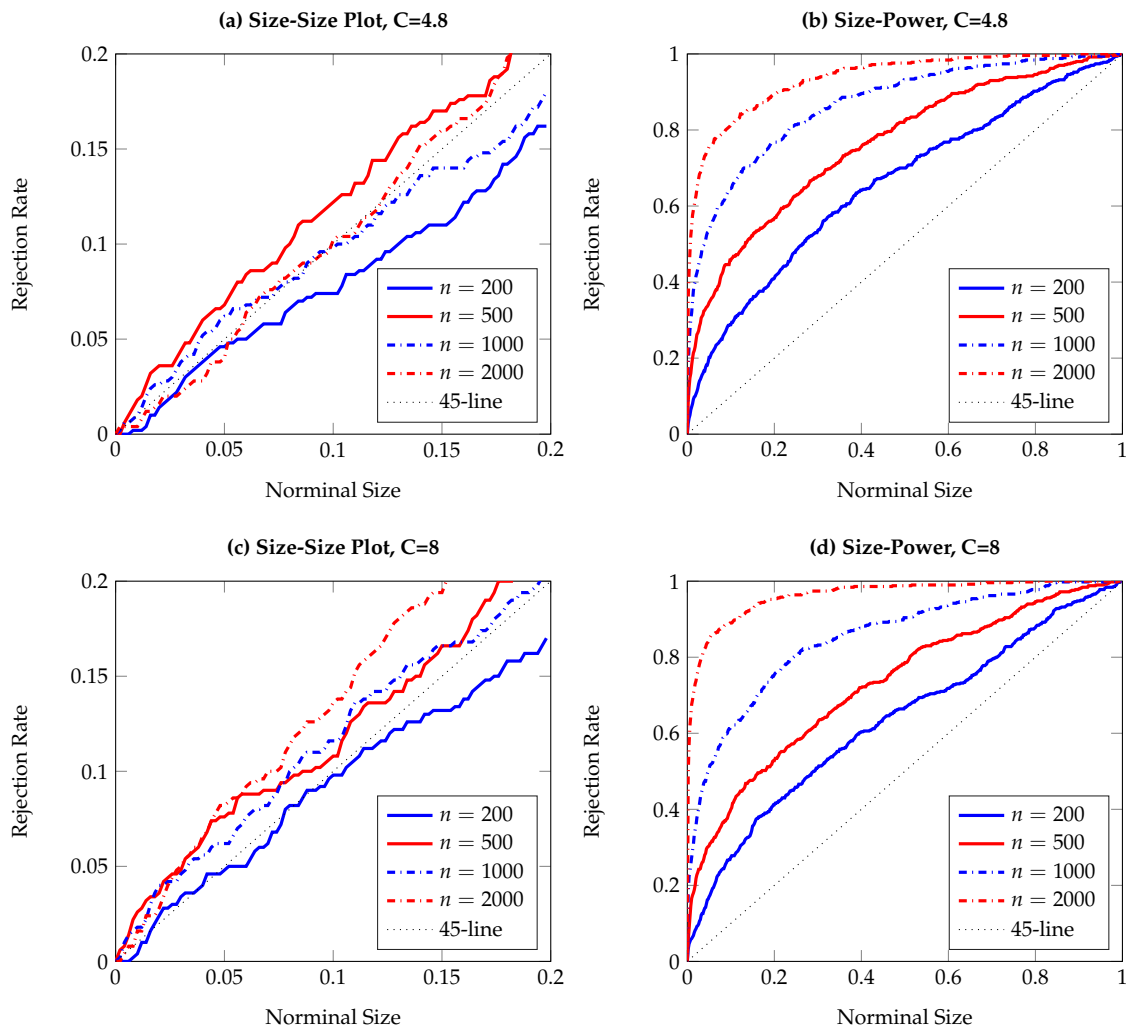 (a) Size-Size Plot, C=4.8
0.2
0.15
0.1
0.05
0
0
0.05
0.1
0.15
0.2
Rejection Rate
Norminal Size
n = 200
n = 500
n = 1000
n = 2000
45-line
(b) Size-Power, C=4.8
1
0.8
0.6
0.4
0.2
0
0
0.2
0.4
0.6
0.8
1
Rejection Rate
Norminal Size
n = 200
n = 500
n = 1000
n = 2000
45-line
(c) Size-Size Plot, C=8
0.2
0.15
0.1
0.05
0
0
0.05
0.1
0.15
0.2
Rejection Rate
Norminal Size
n = 200
n = 500
n = 1000
n = 2000
45-line
(d) Size-Power, C=8
1
0.8
0.6
0.4
0.2
0
0
0.2
0.4
0.6
0.8
1
Rejection Rate
Norminal Size
n = 200
n = 500
n = 1000
n = 2000
45-line